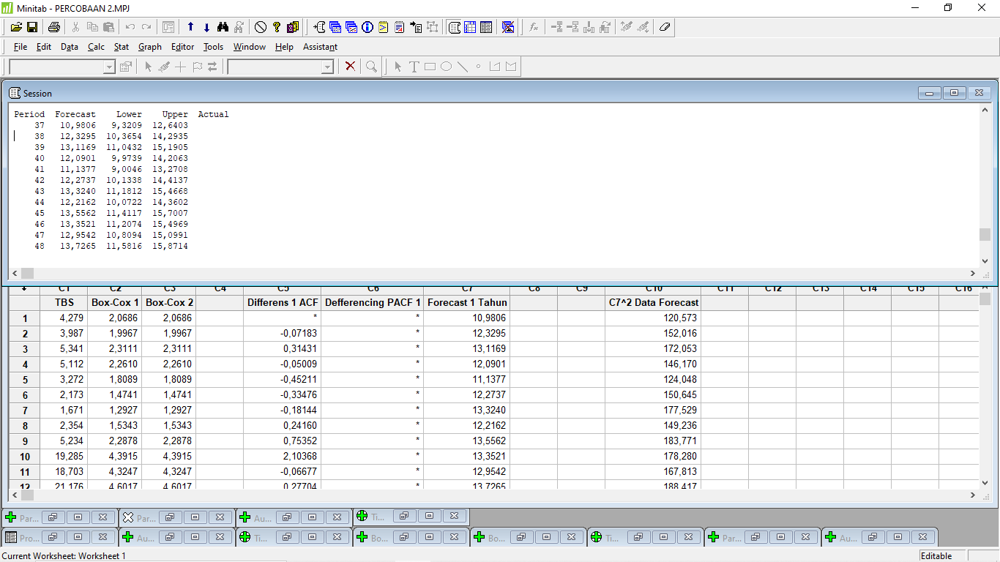 Minitab - PERCOBAAN 2.MPJ
File Edit Data Calc Stat Graph Editor Tools Window Help Assistant
Session
Period Forecast Lower Upper Actual
37 10,9806 9,3209 12,6403
38 12,3295 10,3654 14,2935
39 13,1169 11,0432 15,1905
40 12,0901 9,9739 14,2063
41 11,1377 9,0046 13,2708
42 12,2737 10,1338 14,4137
43 13,3240 11,1812 15,4668
44 12,2162 10,0722 14,3602
45 13,5562 11,4117 15,7007
46 13,3521 11,2074 15,4969
47 12,9542 10,8094 15,0991
48 13,7265 11,5816 15,8714
C1 C2 C3 C4 C5 C6 C7 C8 C9 C10 C11 C12 C13 C14 C15 C16
TBS Box-Cox 1 Box-Cox 2 Differens 1 ACF Defferencing PACF 1 Forecast 1 Tahun C7^2 Data Forecast
1 4,279 2,0686 2,0686 * * 10,9806 120,573
2 3,987 1,9967 1,9967 -0,07183 * 12,3295 152,016
3 5,341 2,3111 2,3111 0,31431 * 13,1169 172,053
4 5,112 2,2610 2,2610 -0,05009 * 12,0901 146,170
5 3,272 1,8089 1,8089 -0,45211 * 11,1377 124,048
6 2,173 1,4741 1,4741 -0,33476 * 12,2737 150,645
7 1,671 1,2927 1,2927 -0,18144 * 13,3240 177,529
8 2,354 1,5343 1,5343 0,24160 * 12,2162 149,236
9 5,234 2,2878 2,2878 0,75352 * 13,5562 183,771
10 19,285 4,3915 4,3915 2,10368 * 13,3521 178,280
11 18,703 4,3247 4,3247 -0,06677 * 12,9542 167,813
12 21,176 4,6017 4,6017 0,27704 * 13,7265 188,417
Par... Par... Au... Ti...
Pro... Au... Ti... Bo... Bo... Ti... Par... Au...
Current Worksheet: Worksheet 1 Editable